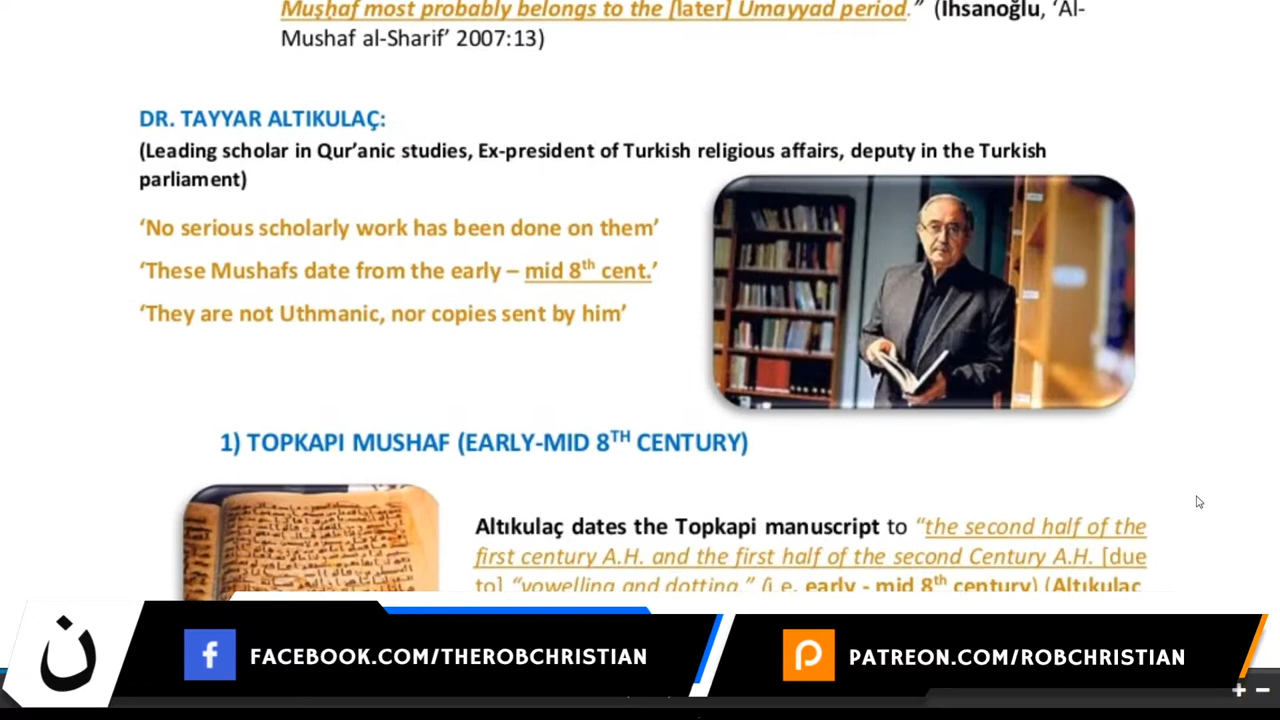 Muṣḥaf most probably belongs to the [later] Umayyad period.” (Ihsanoğlu, ‘Al-
Mushaf al-Sharif’ 2007:13)
DR. TAYYAR ALTIKULAÇ:
(Leading scholar in Qur’anic studies, Ex-president of Turkish religious affairs, deputy in the Turkish
parliament)
‘No serious scholarly work has been done on them’
‘These Mushafs date from the early – mid 8th cent.’
‘They are not Uthmanic, nor copies sent by him’
1) TOPKAPI MUSHAF (EARLY-MID 8TH CENTURY)
Altıkulaç dates the Topkapi manuscript to “the second half of the
first century A.H. and the first half of the second Century A.H. [due
to] “vowelling and dotting.” (i.e. early - mid 8th century) (Altıkulaç,
ن
f FACEBOOK.COM/THEROBCHRISTIAN
PATREON.COM/ROBCHRISTIAN